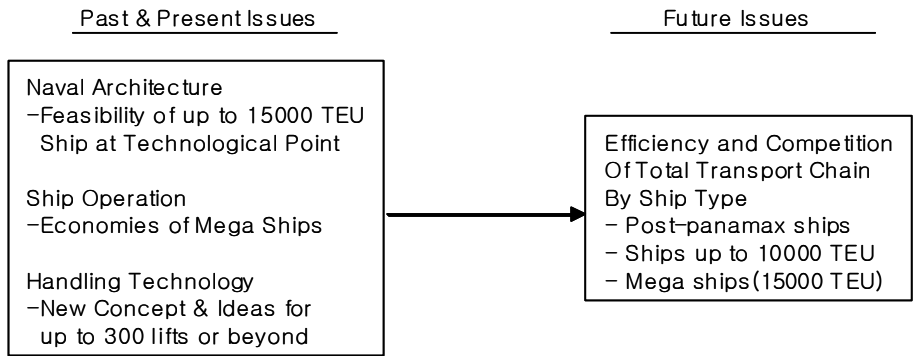 Past & Present Issues
Future Issues
Naval Architecture
-Feasibility of up to 15000 TEU
Ship at Technological Point
Ship Operation
-Economies of Mega Ships
Handling Technology
-New Concept & Ideas for
up to 300 lifts or beyond
Efficiency and Competition
Of Total Transport Chain
By Ship Type
- Post-panamax ships
- Ships up to 10000 TEU
- Mega ships(15000 TEU)